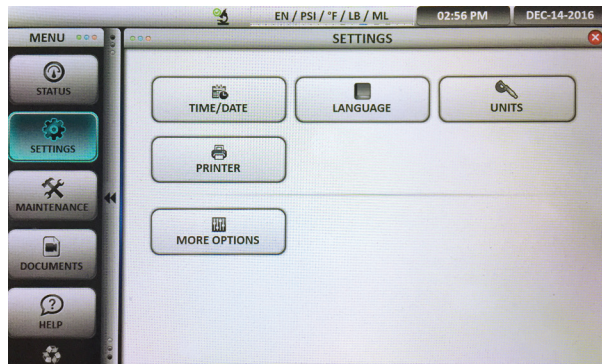 EN / PSI / °F / LB / ML
02:56 PM
DEC-14-2016
MENU
SETTINGS
STATUS
SETTINGS
MAINTENANCE
DOCUMENTS
HELP
TIME/DATE
LANGUAGE
UNITS
PRINTER
MORE OPTIONS